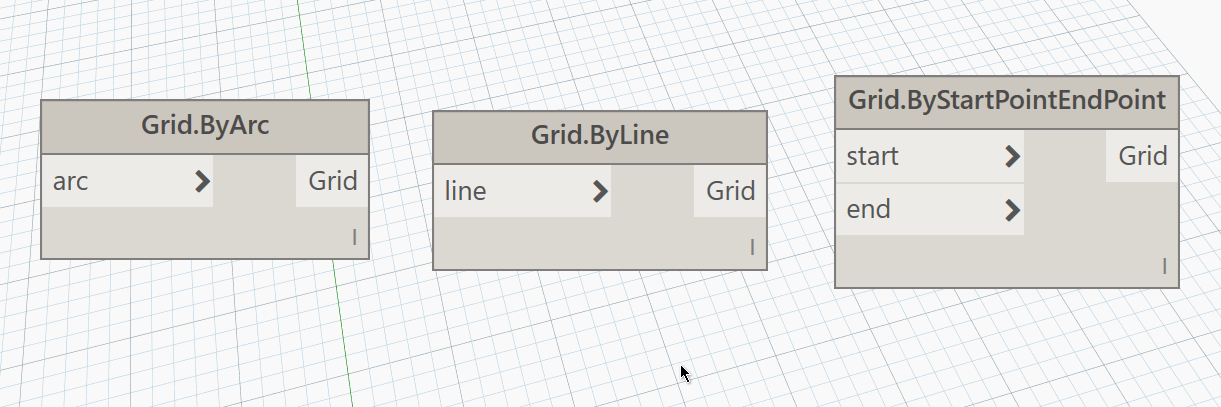 Grid.ByArc
arc
Grid
l
Grid.ByLine
line
Grid
l
Grid.ByStartPointEndPoint
start
Grid
end
l